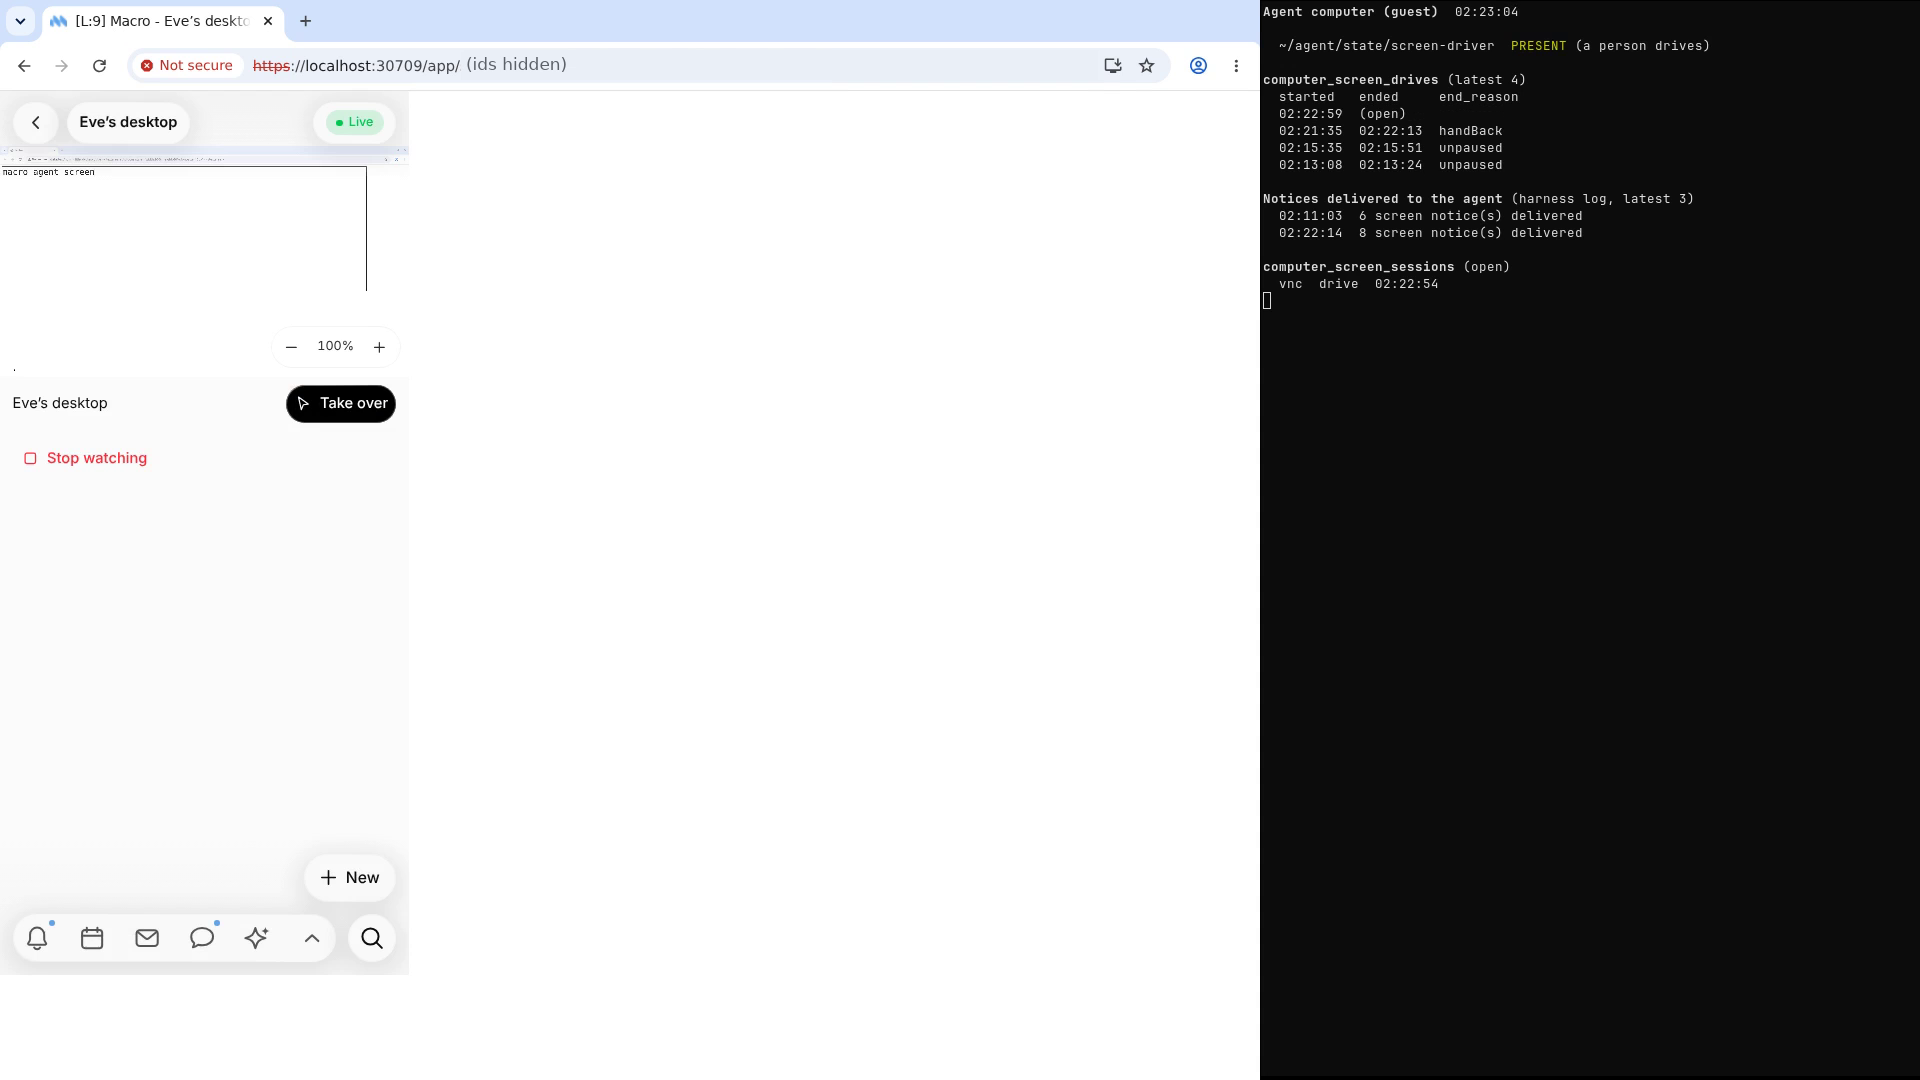 [L:9] Macro - Eve's deskto
Not secure
https://localhost:30709/app/ (ids hidden)
Eve's desktop
Live
macro agent screen
100%
Eve's desktop
Take over
Stop watching
New
Agent computer (guest) 02:23:04
~/agent/state/screen-driver PRESENT (a person drives)
computer_screen_drives (latest 4)
started ended end_reason
02:22:59 (open)
02:21:35 02:22:13 handBack
02:15:35 02:15:51 unpaused
02:13:08 02:13:24 unpaused
Notices delivered to the agent (harness log, latest 3)
02:11:03 6 screen notice(s) delivered
02:22:14 8 screen notice(s) delivered
computer_screen_sessions (open)
vnc drive 02:22:54